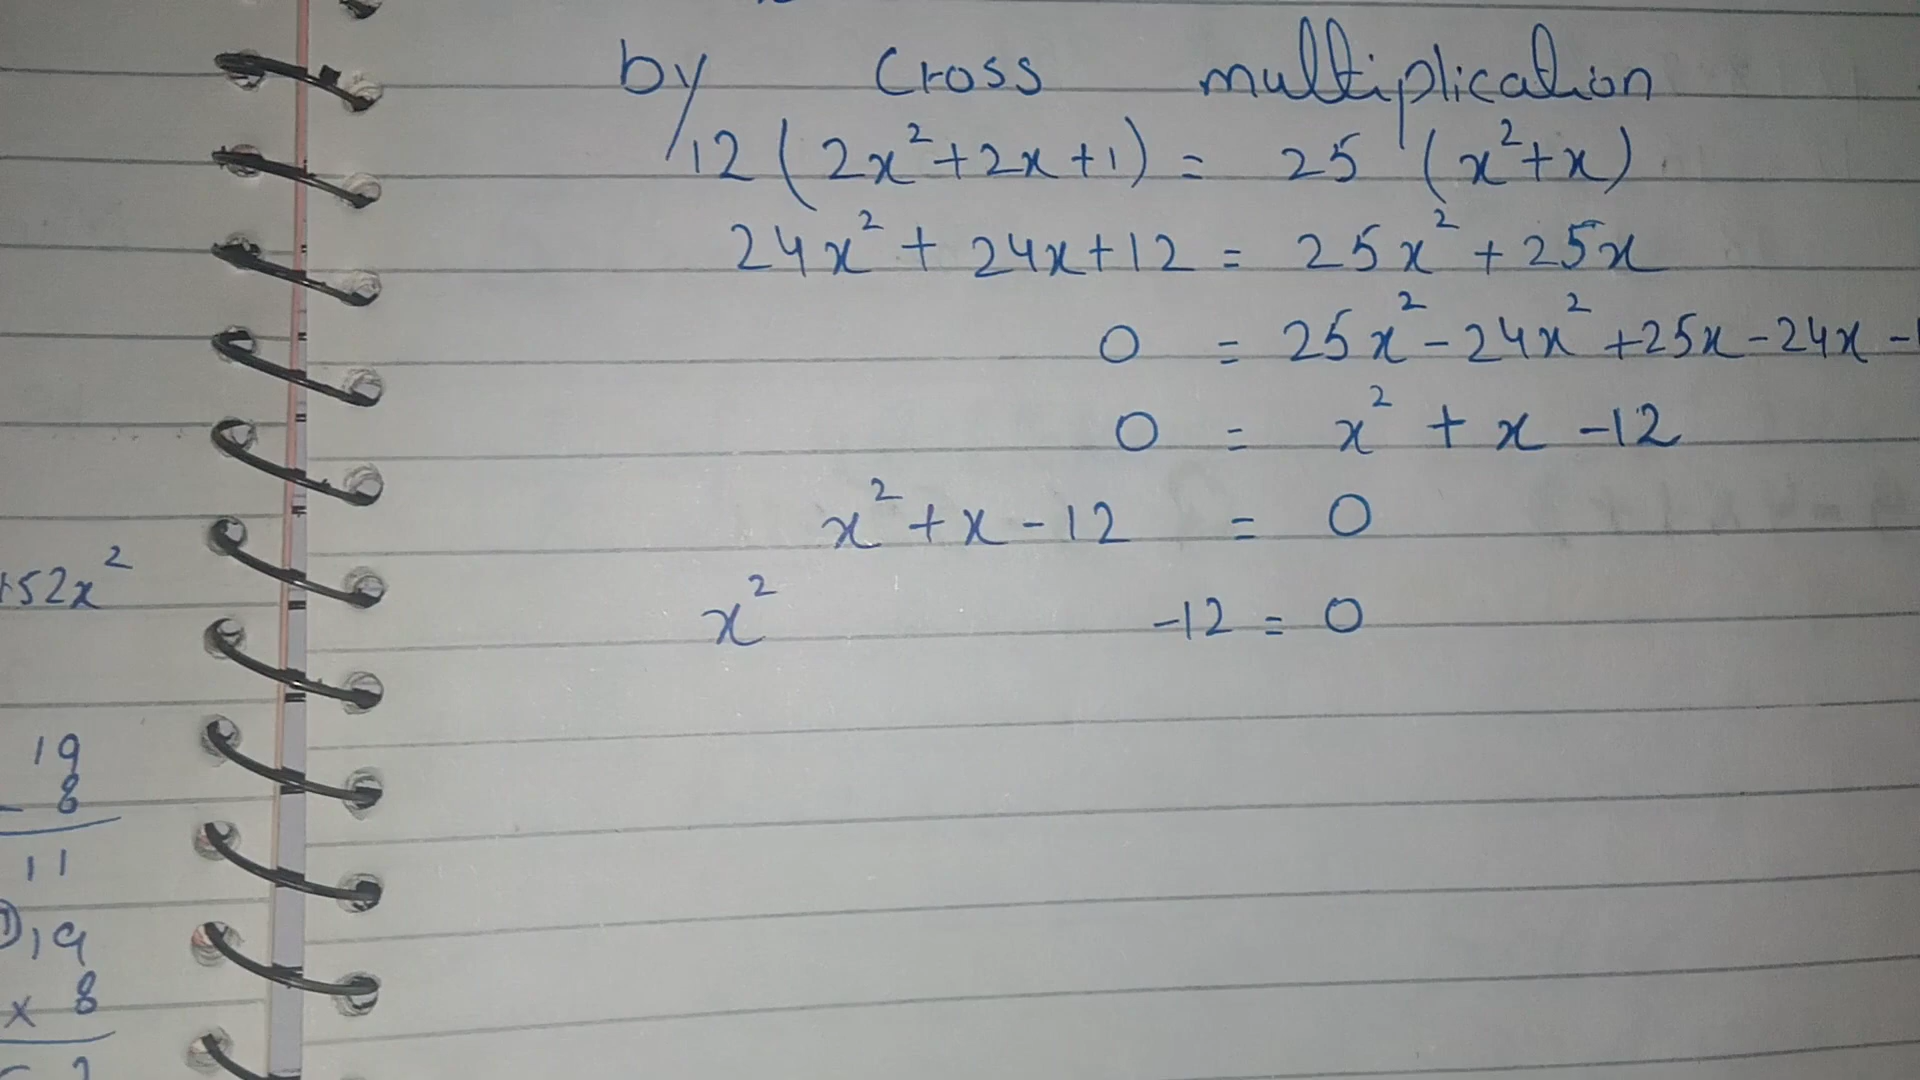 +52x²
19
- 8
11
19
x 8
by cross multiplication
12(2x²+2x+1) = 25 (x²+x)
24x² + 24x+12 = 25x² + 25x
0 = 25x² - 24x² +25x - 24x -
0 = x² + x - 12
x² + x - 12 = 0
x² -12 = 0